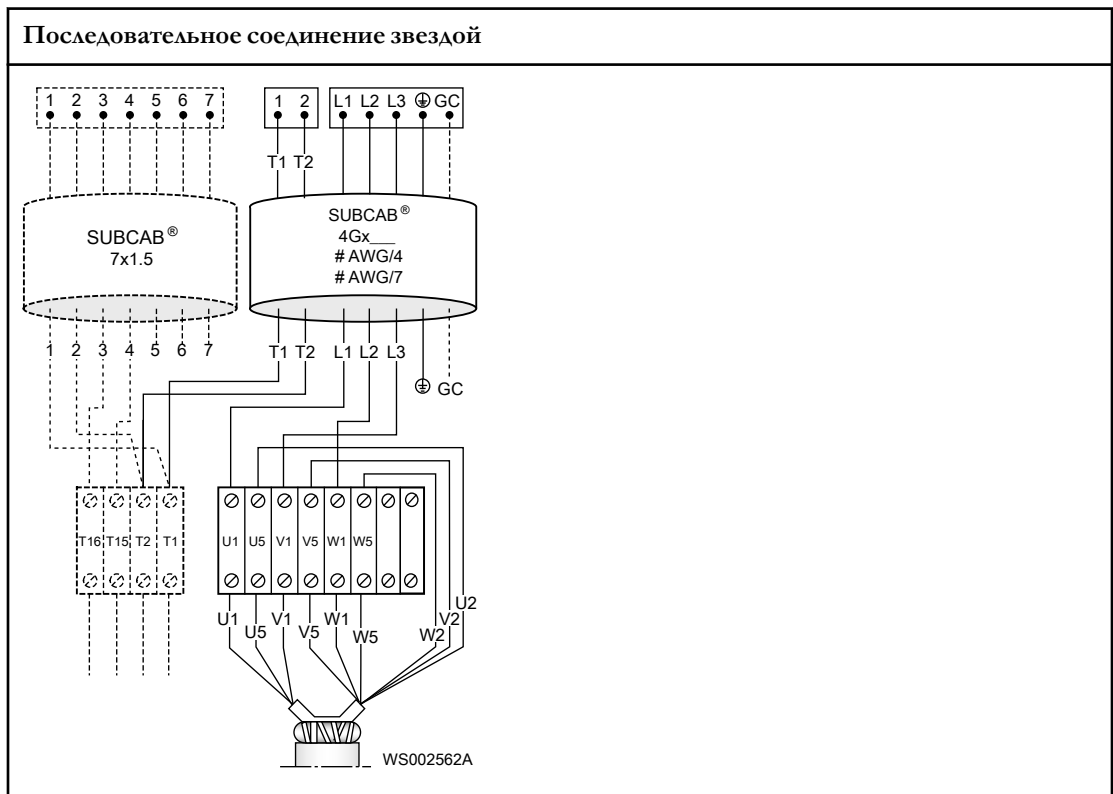 Последовательное соединение звездой
1 2 3 4 5 6 7
1 2
L1 L2 L3 ⏚ GC
T1 T2
SUBCAB®
7x1.5
SUBCAB®
4Gx___
# AWG/4
# AWG/7
1 2 3 4 5 6 7
T1 T2 L1 L2 L3
⏚ GC
T16 T15 T2 T1
U1 U5 V1 V5 W1 W5
U1 U5 V1 V5 W1 W5 W2 V2 U2
WS002562A